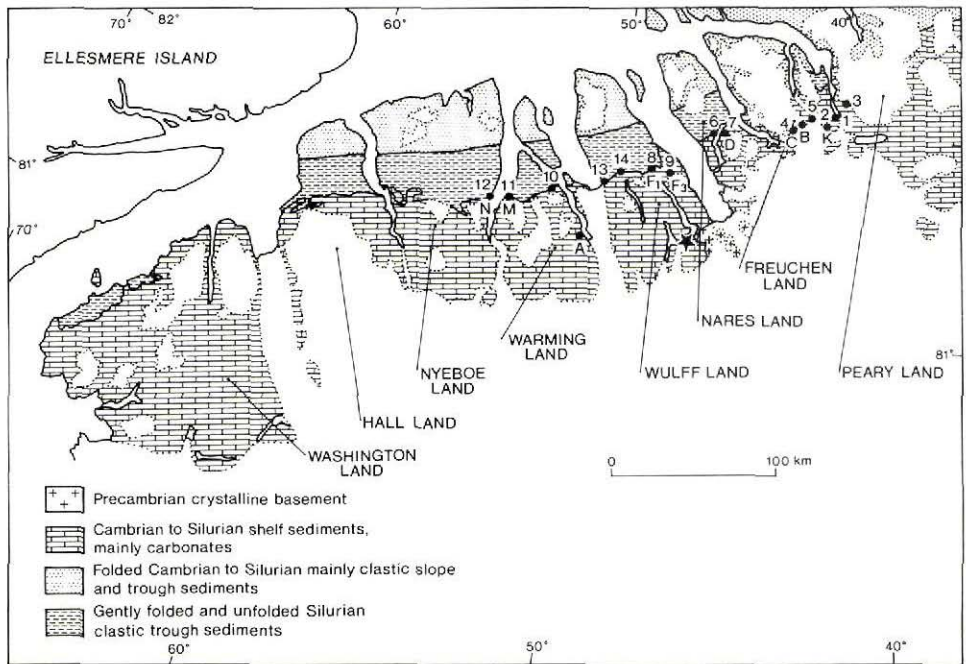 70° 82° 60° 50° 40°
ELLESMERE ISLAND
81°
70°
3
5
4 2 1
B K
C
6 7
D
13 14 8 9
F1 F3
10
12 11
N M
A
FREUCHEN
LAND
NARES LAND
WARMING
LAND
WULFF LAND
PEARY LAND
81°
NYEBOE
LAND
HALL LAND
WASHINGTON
LAND
0 100 km
Precambrian crystalline basement
Cambrian to Silurian shelf sediments,
mainly carbonates
Folded Cambrian to Silurian mainly clastic slope
and trough sediments
Gently folded and unfolded Silurian
clastic trough sediments
60° 50° 40°